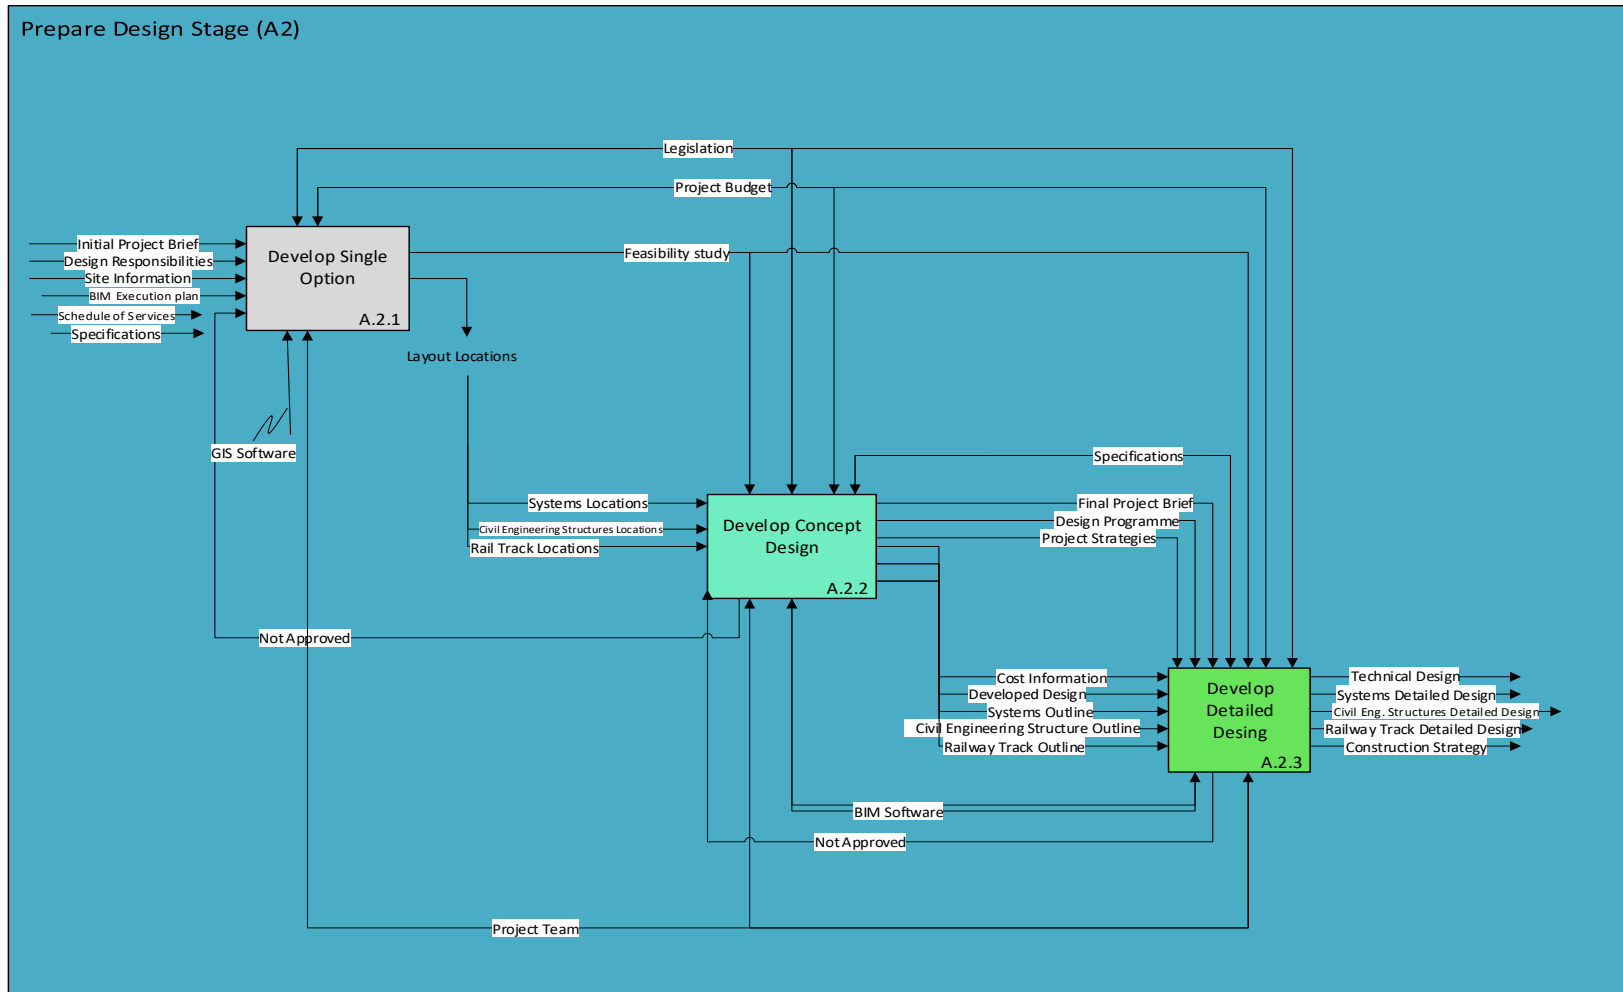 Prepare Design Stage (A2)
Legislation
Project Budget
Initial Project Brief
Design Responsibilities
Site Information
BIM Execution plan
Schedule of Services
Specifications
Develop Single
Option
A.2.1
Feasibility study
Layout Locations
GIS Software
Specifications
Systems Locations
Civil Engineering Structures Locations
Rail Track Locations
Develop Concept
Design
A.2.2
Final Project Brief
Design Programme
Project Strategies
Not Approved
Cost Information
Developed Design
Systems Outline
Civil Engineering Structure Outline
Railway Track Outline
Develop
Detailed
Desing
A.2.3
Technical Design
Systems Detailed Design
Civil Eng. Structures Detailed Design
Railway Track Detailed Design
Construction Strategy
BIM Software
Not Approved
Project Team